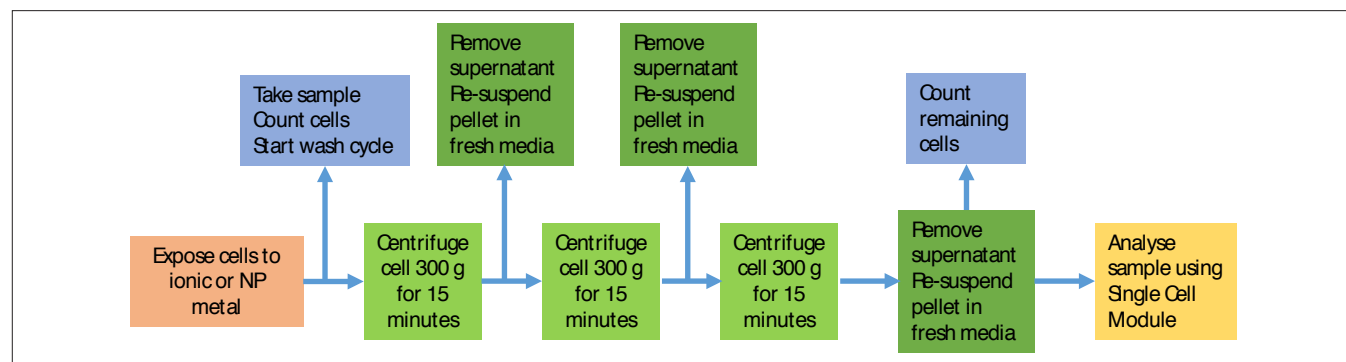 Take sample
Count cells
Start wash cycle
Remove
supernatant
Re-suspend
pellet in
fresh media
Remove
supernatant
Re-suspend
pellet in
fresh media
Count
remaining
cells
Expose cells to
ionic or NP
metal
Centrifuge
cell 300 g
for 15
minutes
Centrifuge
cell 300 g
for 15
minutes
Centrifuge
cell 300 g
for 15
minutes
Remove
supernatant
Re-suspend
pellet in
fresh media
Analyse
sample using
Single Cell
Module